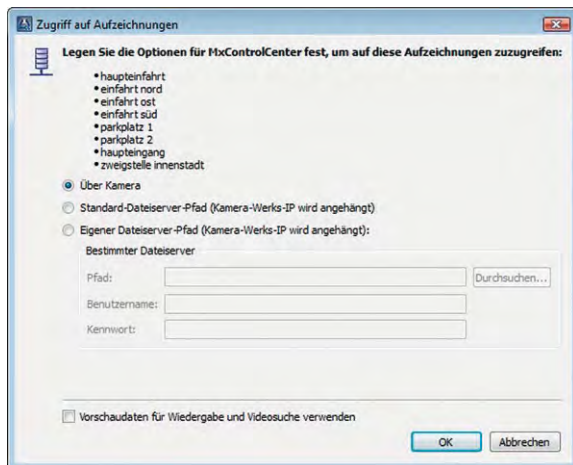 Zugriff auf Aufzeichnungen
Legen Sie die Optionen für MxControlCenter fest, um auf diese Aufzeichnungen zuzugreifen:
• haupteinfahrt
• einfahrt nord
• einfahrt ost
• einfahrt süd
• parkplatz 1
• parkplatz 2
• haupteingang
• zweigstelle innenstadt
Über Kamera
Standard-Dateiserver-Pfad (Kamera-Werks-IP wird angehängt)
Eigener Dateiserver-Pfad (Kamera-Werks-IP wird angehängt):
Bestimmter Dateiserver
Pfad: Durchsuchen...
Benutzername:
Kennwort:
Vorschaudaten für Wiedergabe und Videosuche verwenden
OK Abbrechen